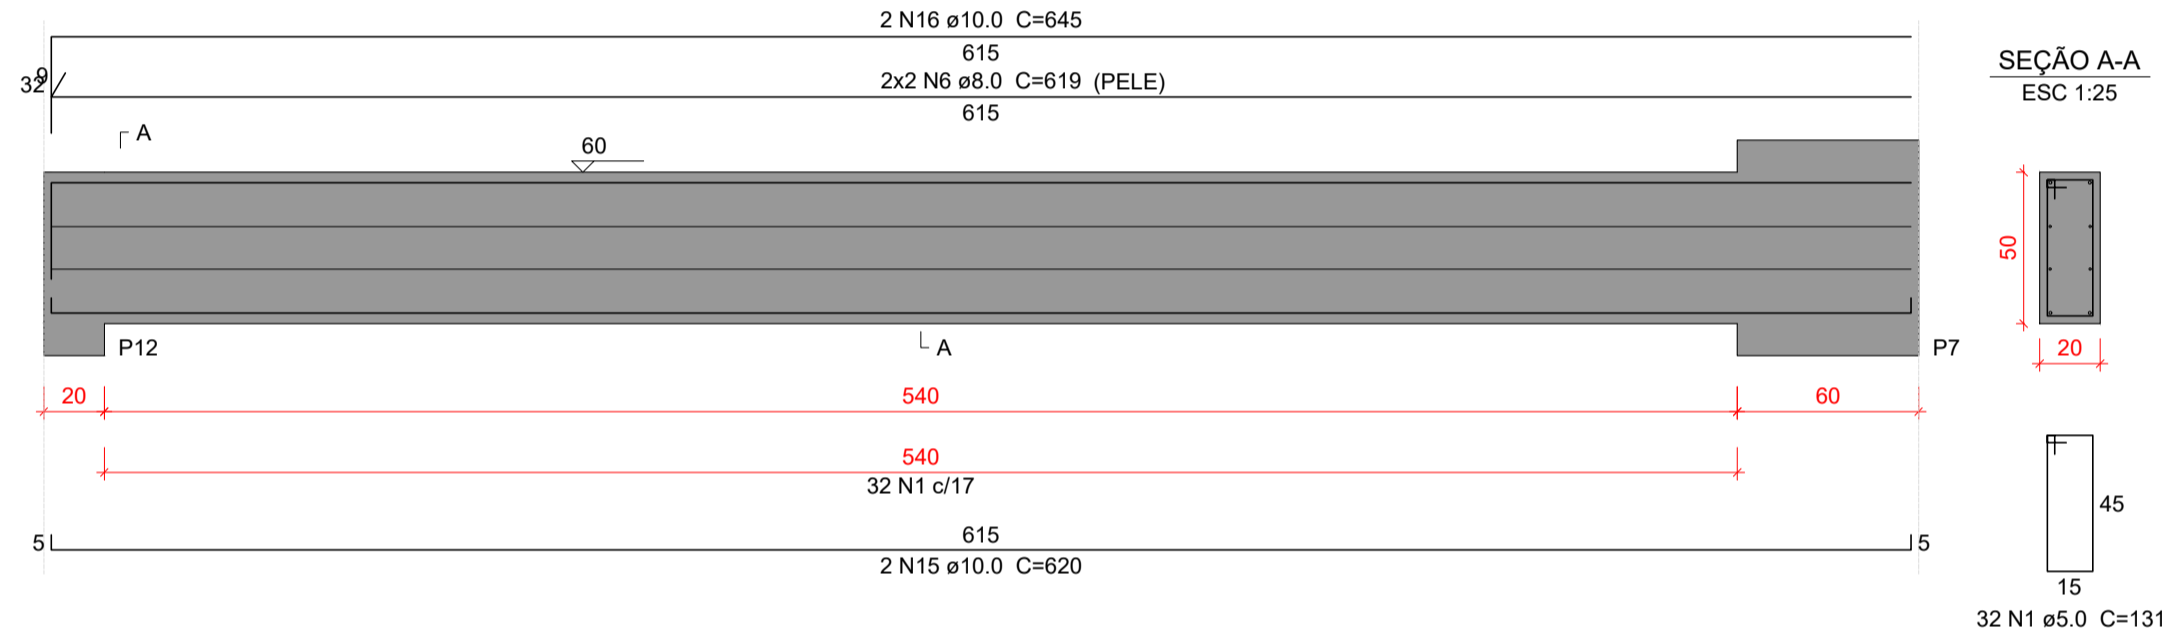 2 N16 ø10.0 C=645
615
32
9
2x2 N6 ø8.0 C=619 (PELE)
615
SEÇÃO A-A
ESC 1:25
A
60
50
20
P12
A
P7
20
540
60
540
32 N1 c/17
45
15
32 N1 ø5.0 C=131
5
615
5
2 N15 ø10.0 C=620